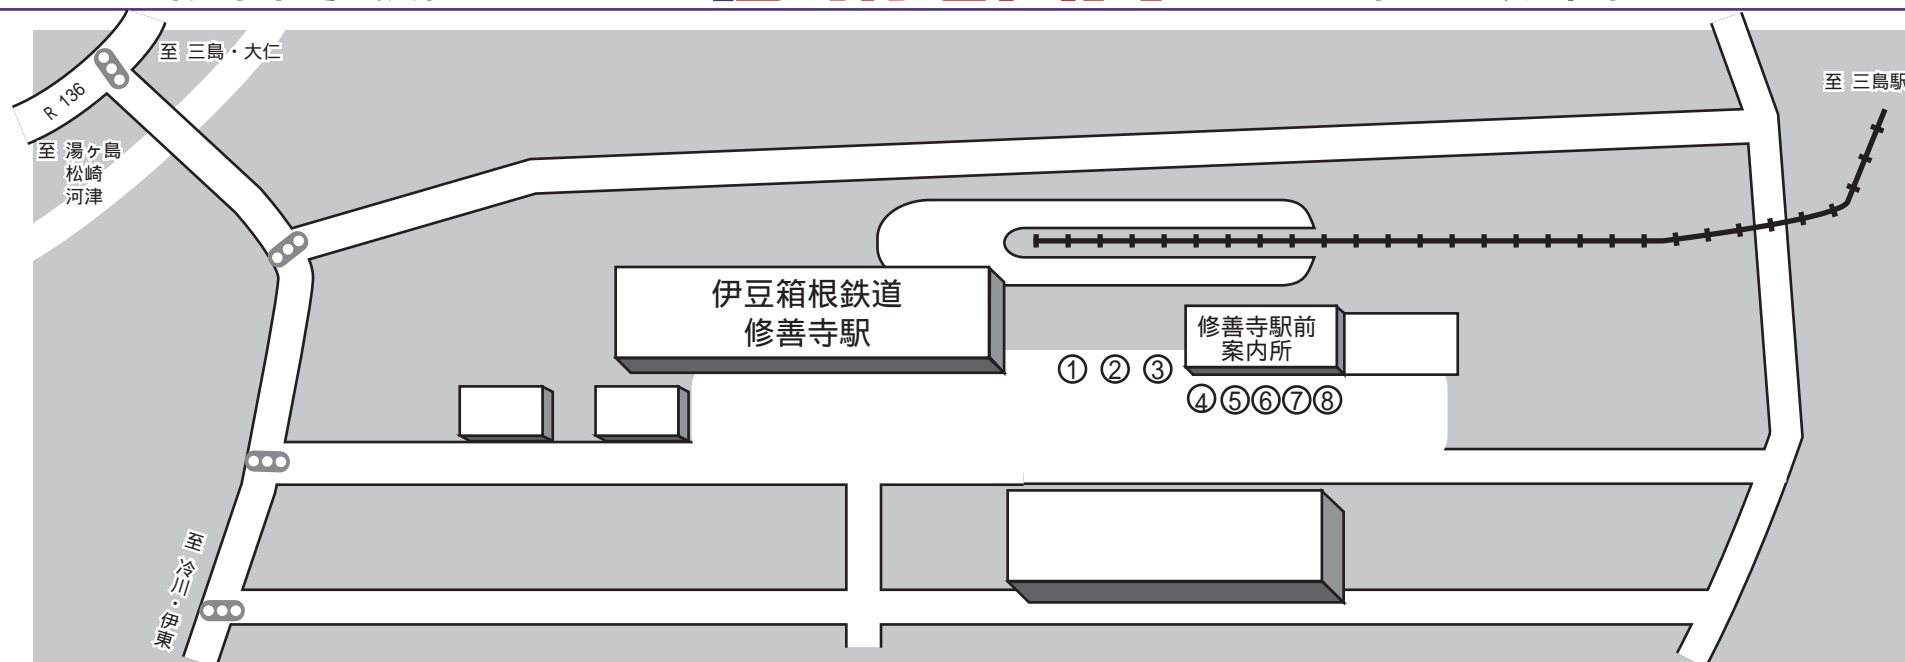 至 三島・大仁
至 三島駅
R 136
至 湯ヶ島
松崎
河津
伊豆箱根鉄道
修善寺駅
修善寺駅前
案内所
① ② ③
④⑤⑥⑦⑧
至 冷川・伊東